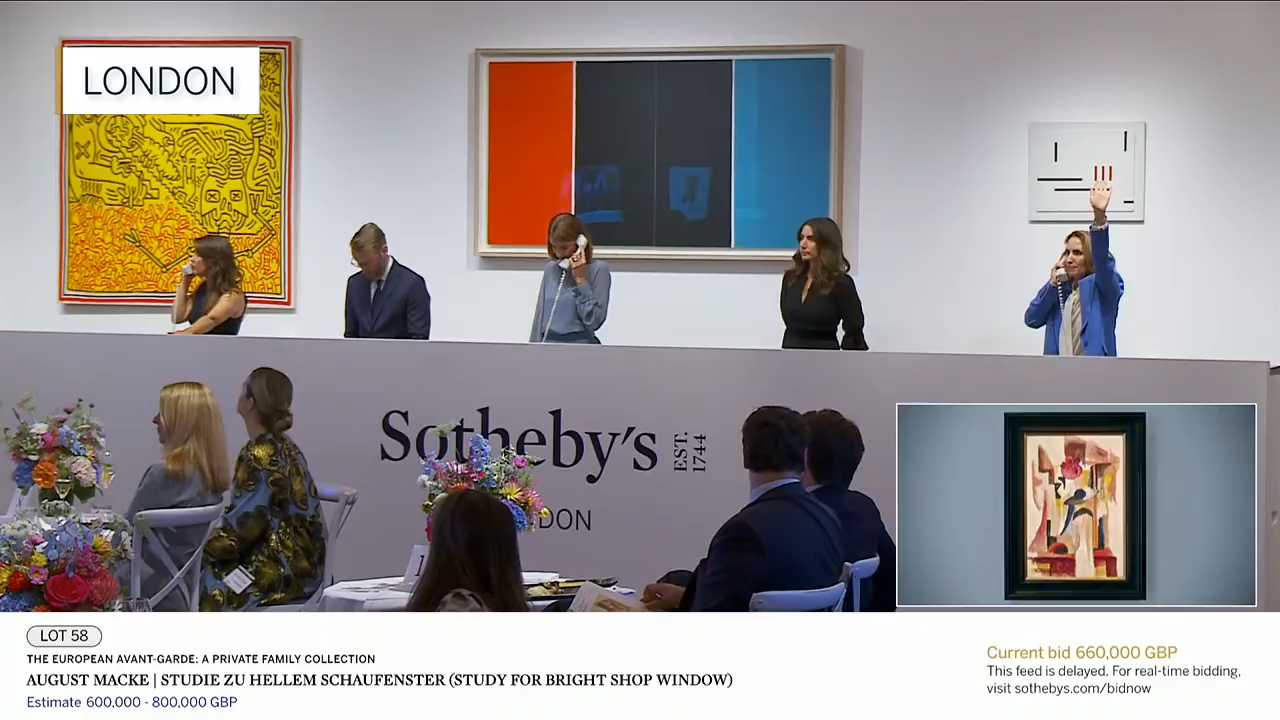 LONDON
Sotheby's
EST.
1744
DON
LOT 58
THE EUROPEAN AVANT-GARDE: A PRIVATE FAMILY COLLECTION
AUGUST MACKE | STUDIE ZU HELLEM SCHAUFENSTER (STUDY FOR BRIGHT SHOP WINDOW)
Estimate 600,000 - 800,000 GBP
Current bid 660,000 GBP
This feed is delayed. For real-time bidding,
visit sothebys.com/bidnow